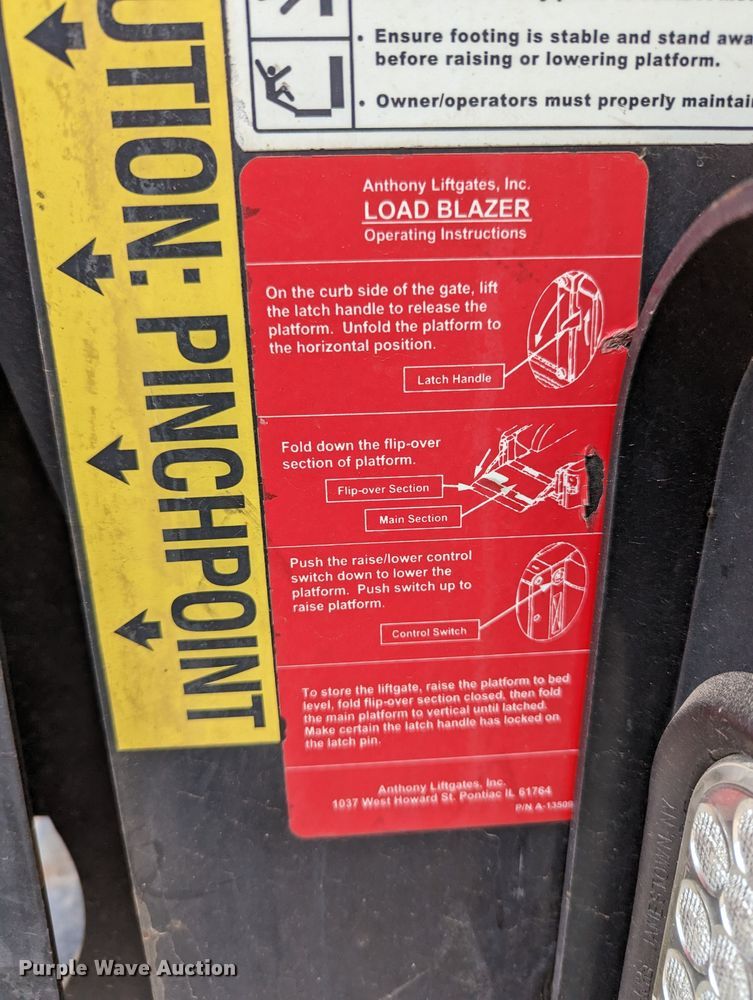 • Ensure footing is stable and stand
before raising or lowering platform.
• Owner/operators must properly
UTION: PINCHPOINT
Anthony Liftgates, Inc.
LOAD BLAZER
Operating Instructions
On the curb side of the gate, lift
the latch handle to release the
platform. Unfold the platform to
the horizontal position.
Latch Handle
Fold down the flip-over
section of platform.
Flip-over Section
Main Section
Push the raise/lower control
switch down to lower the
platform. Push switch up to
raise platform.
Control Switch
To store the liftgate, raise the platform to bed
level, fold flip-over section closed, then fold
the main platform to vertical until latched.
Make certain the latch handle has locked on
the latch pin.
Anthony Liftgates, Inc.
1037 West Howard St. Pontiac IL 61764
P/N A-13509
JAMESTOWN, NY
Purple Wave Auction